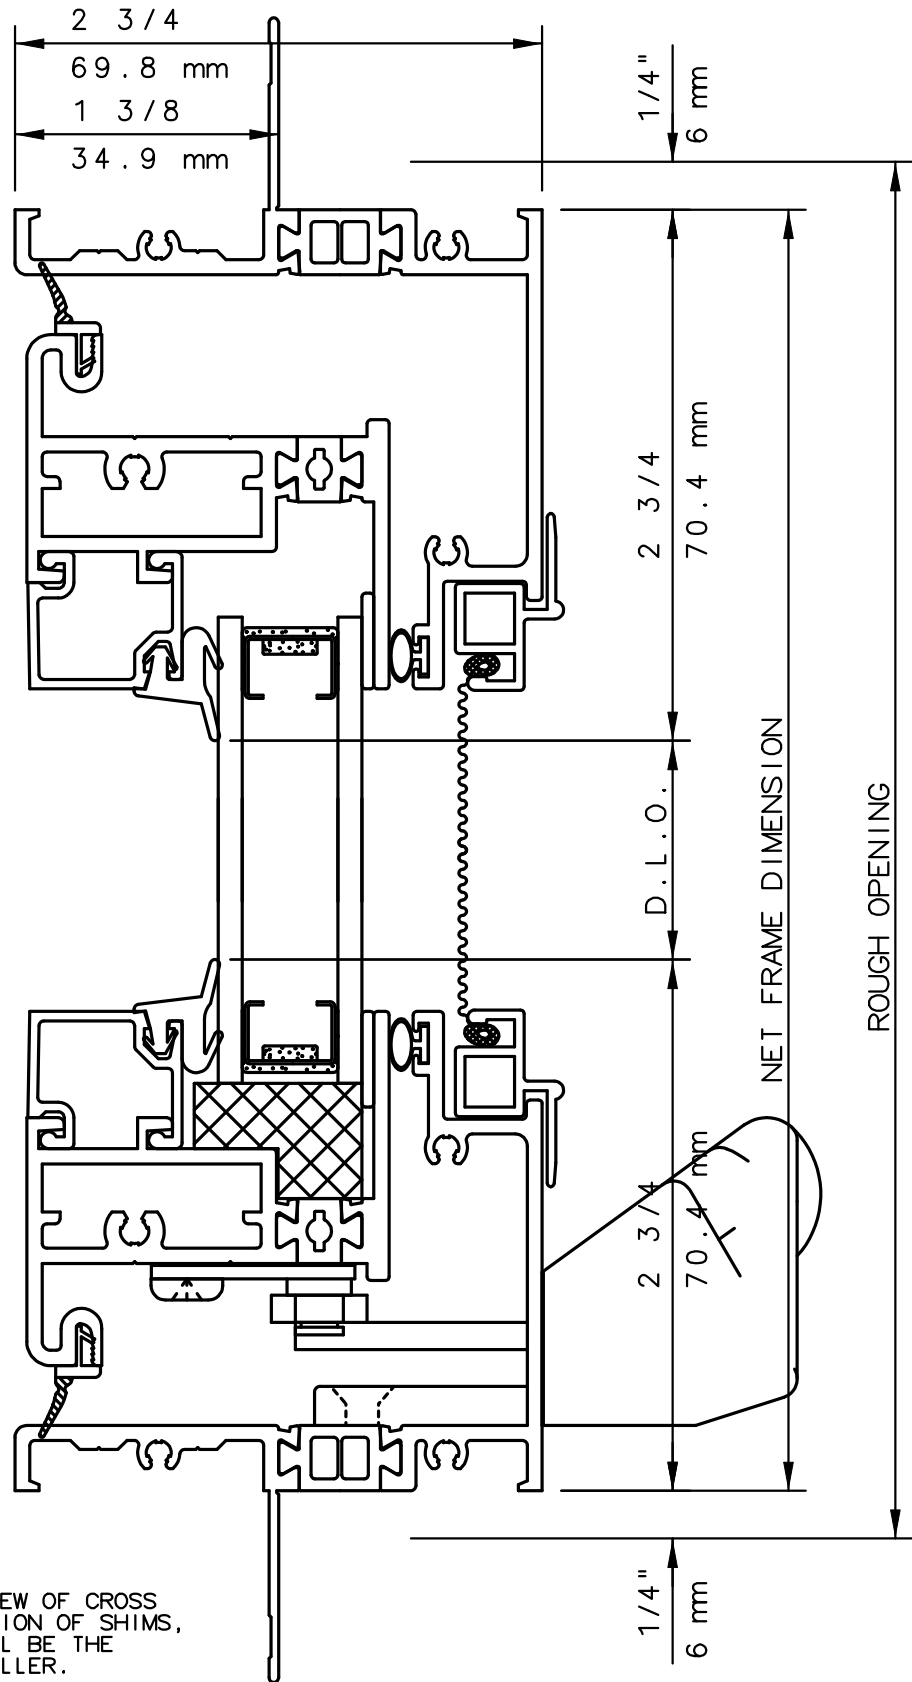 2 3/4
69.8 mm
1 3/8
34.9 mm
1/4"
6 mm
2 3/4
70.4 mm
D.L.O.
NET FRAME DIMENSION
ROUGH OPENING
2 3/4
70.4 mm
1/4"
6 mm
EW OF CROSS
ION OF SHIMS,
L BE THE
LLER.